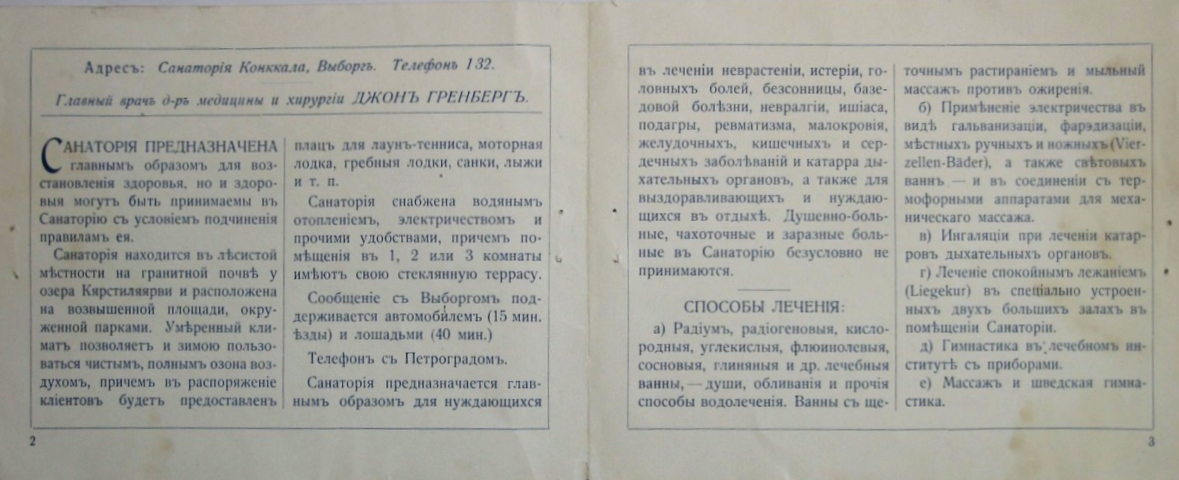 Адресъ: Санаторія Конккала, Выборгъ. Телефонъ 132.
Главный врачъ д-ръ медицины и хирургіи ДЖОНЪ ГРЕНБЕРГЪ.
САНАТОРІЯ ПРЕДНАЗНАЧЕНА
главнымъ образомъ для воз-
становленія здоровья, но и здоро-
выя могутъ быть принимаемы въ
Санаторію съ условіемъ подчиненія
правиламъ ея.
Санаторія находится въ лѣсистой
мѣстности на гранитной почвѣ у
озера Кярстиляярви и расположена
на возвышенной площади, окру-
женной парками. Умѣренный кли-
матъ позволяетъ и зимою пользо-
ваться чистымъ, полнымъ озона воз-
духомъ, причемъ въ распоряженіе
кліентовъ будетъ предоставленъ
плацъ для лаунъ-тенниса, моторная
лодка, гребныя лодки, санки, лыжи
и т. п.
Санаторія снабжена водянымъ
отопленіемъ, электричествомъ и
прочими удобствами, причемъ по-
мѣщенія въ 1, 2 или 3 комнаты
имѣютъ свою стеклянную террасу.
Сообщеніе съ Выборгомъ под-
держивается автомобилемъ (15 мин.
ѣзды) и лошадьми (40 мин.)
Телефонъ съ Петроградомъ.
Санаторія предназначается глав-
нымъ образомъ для нуждающихся
2
въ леченіи неврастеніи, истеріи, го-
ловныхъ болей, безсонницы, базе-
довой болѣзни, невралгіи, ишіаса,
подагры, ревматизма, малокровія,
желудочныхъ, кишечныхъ и сер-
дечныхъ заболѣваній и катарра ды-
хательныхъ органовъ, а также для
выздоравливающихъ и нуждаю-
щихся въ отдыхѣ. Душевно-боль-
ные, чахоточные и заразные боль-
ные въ Санаторію безусловно не
принимаются.
СПОСОБЫ ЛЕЧЕНІЯ:
а) Радіумъ, радіогеновыя, кисло-
родныя, углекислыя, флюинолевыя,
сосновыя, глиняныя и др. лечебныя
ванны, — души, обливанія и прочія
способы водолеченія. Ванны съ ще-
точнымъ растираніемъ и мыльный
массажъ противъ ожиренія.
б) Примѣненіе электричества въ
видѣ гальванизаціи, фарэдизаціи,
мѣстныхъ ручныхъ и ножныхъ (Vier-
zellen-Bäder), а также свѣтовыхъ
ваннъ — и въ соединеніи съ тер-
мофорными аппаратами для меха-
ническаго массажа.
в) Ингаляціи при леченіи катар-
ровъ дыхательныхъ органовъ.
г) Леченіе спокойнымъ лежаніемъ
(Liegekur) въ спеціально устроен-
ныхъ двухъ большихъ залахъ въ
помѣщеніи Санаторіи.
д) Гимнастика въ лечебномъ ин-
ститутѣ съ приборами.
е) Массажъ и шведская гимна-
стика.
3